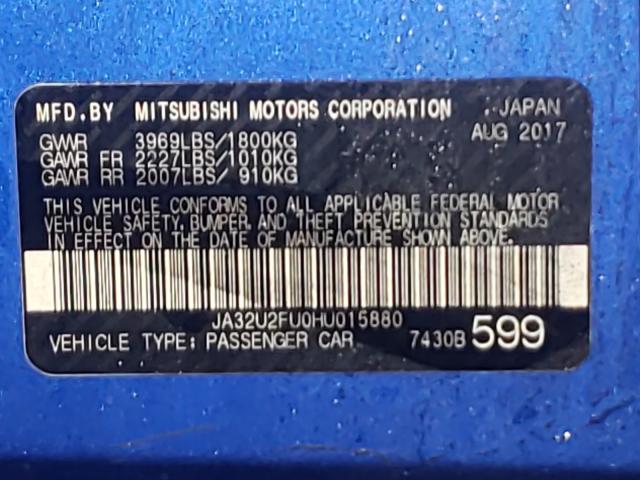 MFD.BY MITSUBISHI MOTORS CORPORATION JAPAN
AUG 2017
GVWR 3969LBS/1800KG
GAWR FR 2227LBS/1010KG
GAWR RR 2007LBS/ 910KG
THIS VEHICLE CONFORMS TO ALL APPLICABLE FEDERAL MOTOR
VEHICLE SAFETY, BUMPER, AND THEFT PREVENTION STANDARDS
IN EFFECT ON THE DATE OF MANUFACTURE SHOWN ABOVE.
JA32U2FU0HU015880
VEHICLE TYPE: PASSENGER CAR 7430B 599